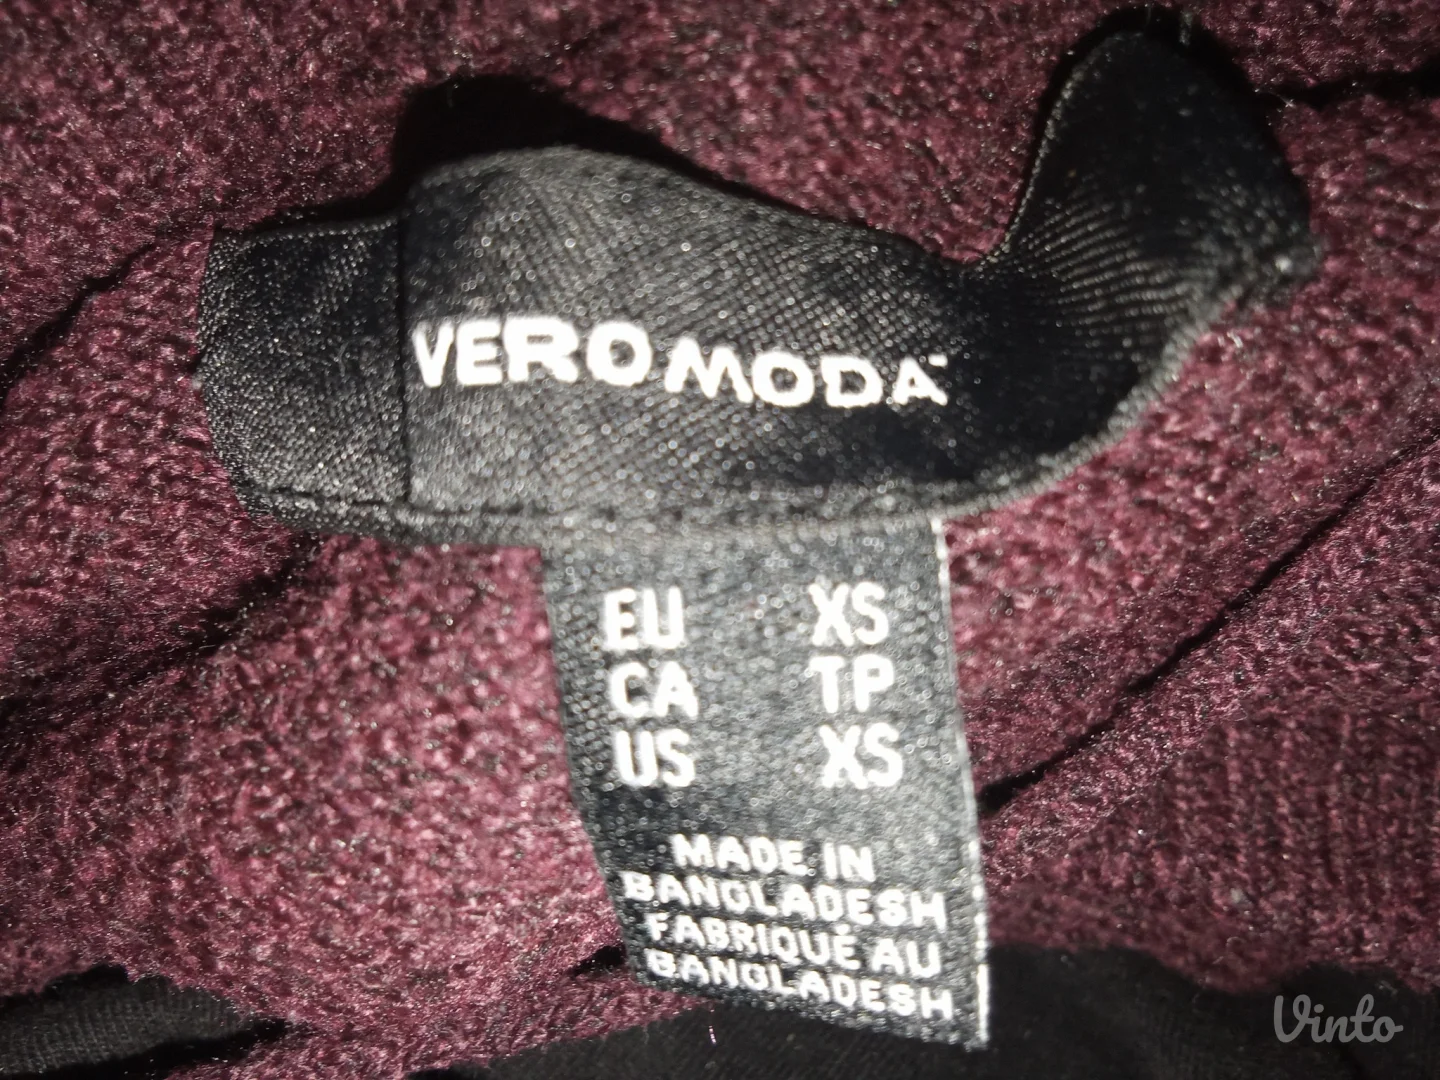 VERO MODA
EU XS
CA TP
US XS
MADE IN
BANGLADESH
FABRIQUÉ AU
BANGLADESH
Vinto